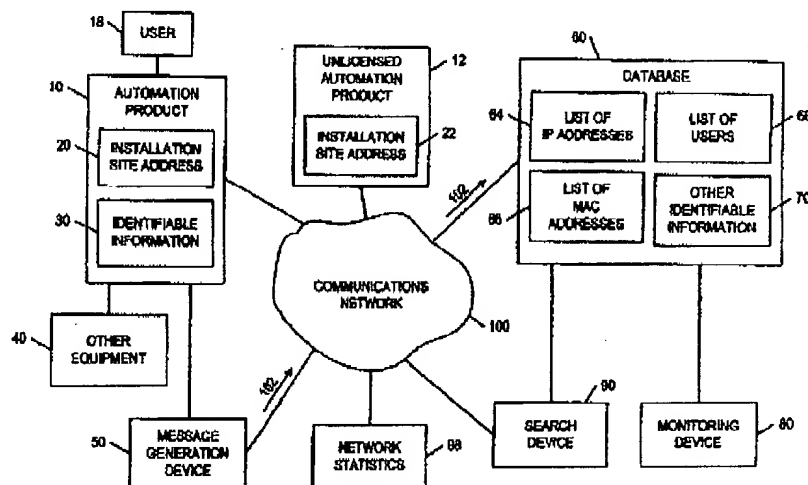 18
USER
10
AUTOMATION
PRODUCT
20
INSTALLATION
SITE ADDRESS
30
IDENTIFIABLE
INFORMATION
40
OTHER
EQUIPMENT
50
MESSAGE
GENERATION
DEVICE
102
UNLICENSED
AUTOMATION
PRODUCT
12
INSTALLATION
SITE ADDRESS
22
COMMUNICATIONS
NETWORK
100
102
NETWORK
STATISTICS
60
DATABASE
64
LIST OF
IP ADDRESSES
LIST OF
USERS
66
LIST OF
MAC
ADDRESSES
OTHER
IDENTIFIABLE
INFORMATION
70
SEARCH
DEVICE
90
MONITORING
DEVICE
80